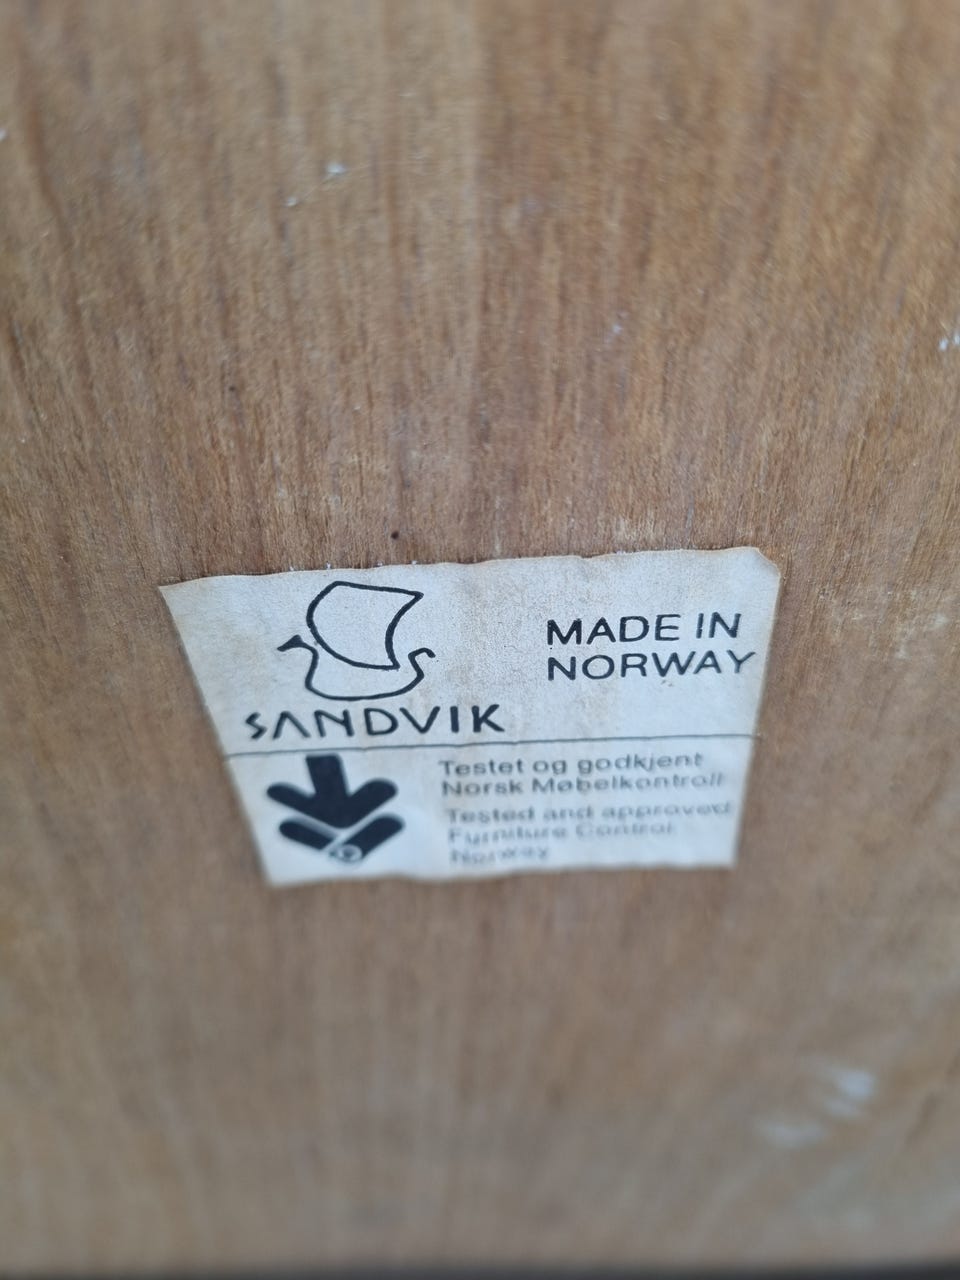 SANDVIK
MADE IN
NORWAY
Testet og godkjent
Norsk Møbelkontroll
Tested and approved
Furniture Control
Norway